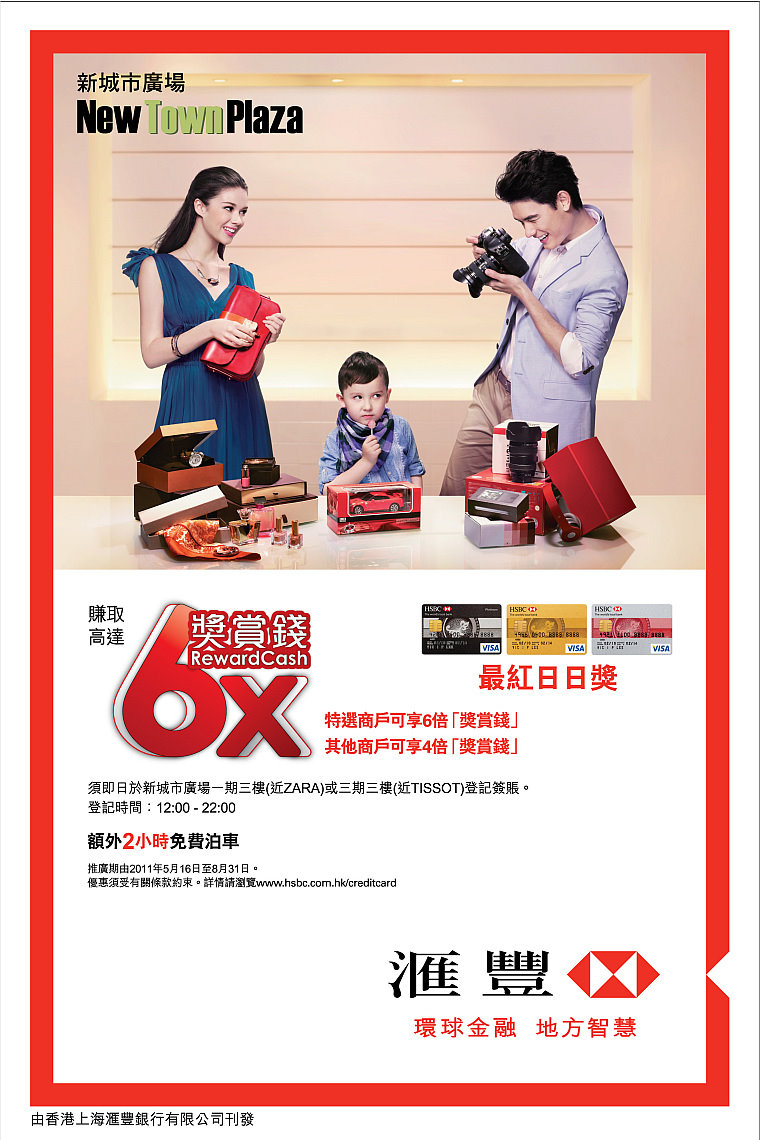 新城市廣場
New Town Plaza
賺取
高達
6x
獎賞錢
RewardCash
HSBC
Platinum
VISA
HSBC
VISA
HSBC
VISA
最紅日日獎
特選商戶可享6倍「獎賞錢」
其他商戶可享4倍「獎賞錢」
須即日於新城市廣場一期三樓(近ZARA)或三期三樓(近TISSOT)登記簽賬。
登記時間：12:00 - 22:00
額外2小時免費泊車
推廣期由2011年5月16日至8月31日。
優惠須受有關條款約束。詳情請瀏覽www.hsbc.com.hk/creditcard
滙豐
環球金融 地方智慧
由香港上海滙豐銀行有限公司刊發